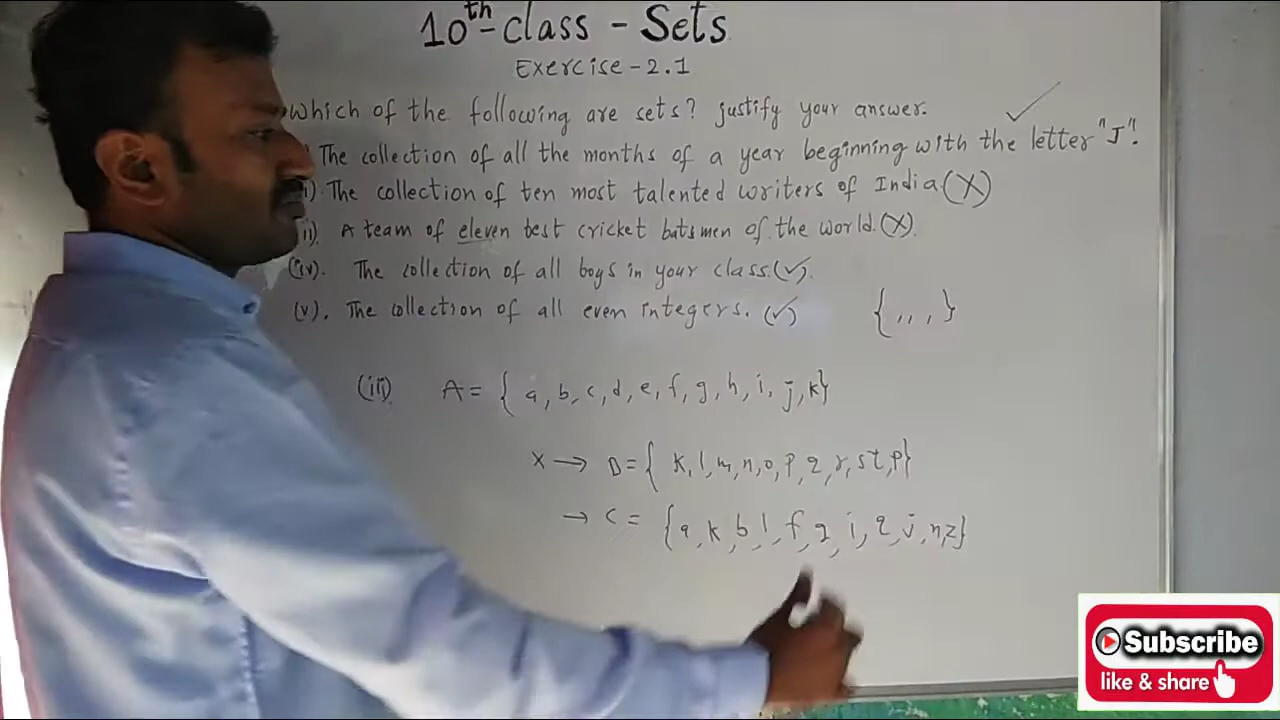 10th-class - Sets
Exercise-2.1
Which of the following are sets? justify your answer.
The collection of all the months of a year beginning with the letter "J".
i) The collection of ten most talented writers of India (X)
ii). A team of eleven best cricket batsmen of the world. (X).
(iv). The collection of all boys in your class. (✓).
(v). The collection of all even integers. (✓)
{ , , , }
(iii) A = { a, b, c, d, e, f, g, h, i, j, k}
X → B = { k, l, m, n, o, p, q, r, s t, p}
→ C = { a, k, b, l, f, g, i, q, j, n, z}
Subscribe
like & share